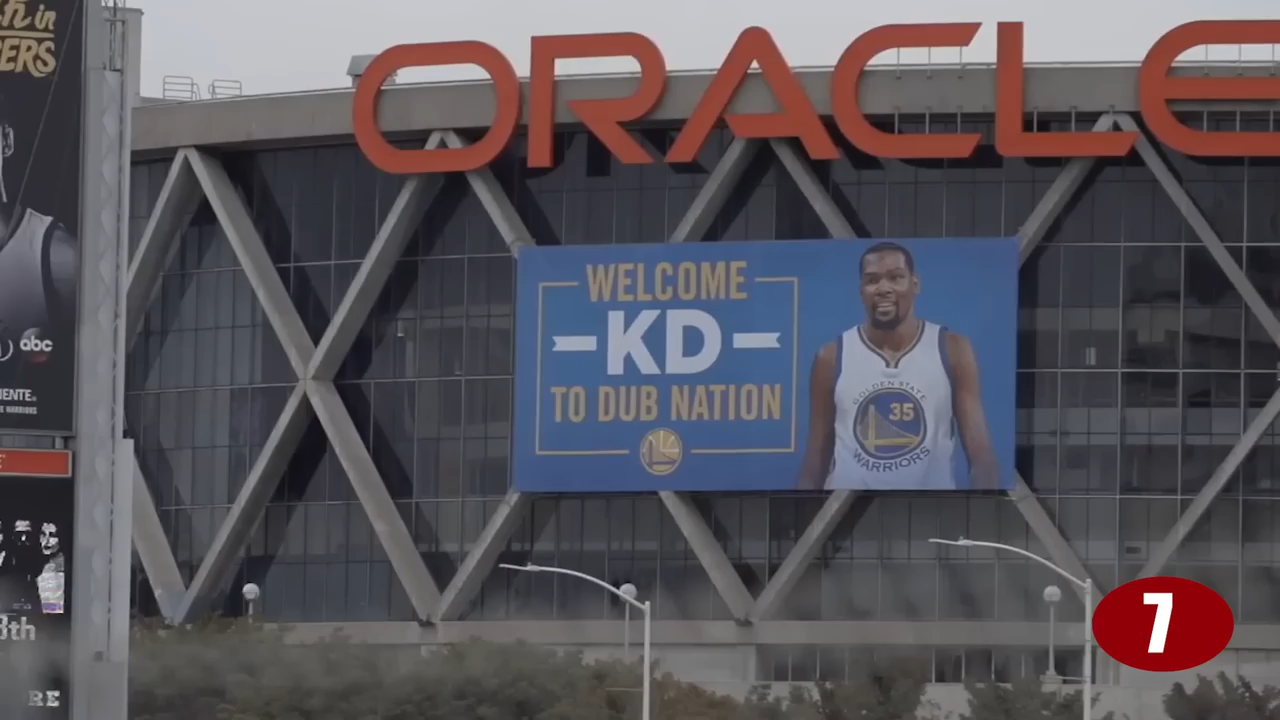 ORACLE
WELCOME
KD
TO DUB NATION
GOLDEN STATE
35
WARRIORS
abc
7